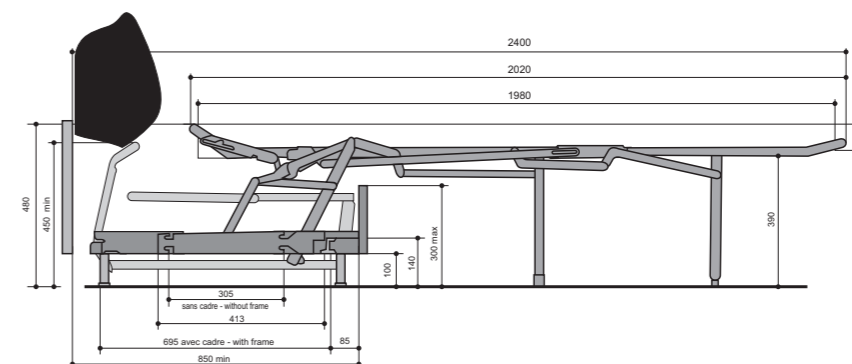 2400
2020
1980
480
450 min
300 max
390
140
100
305
sans cadre - without frame
413
695 avec cadre - with frame
85
850 min